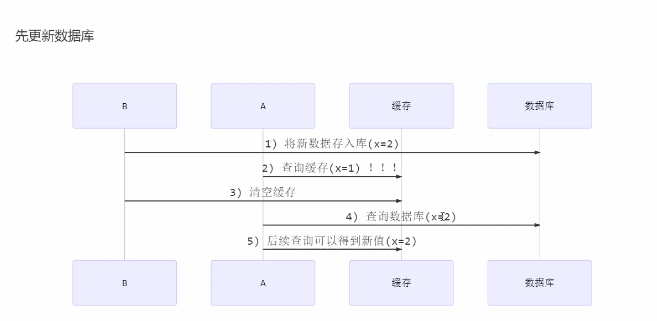 先更新数据库
B
A
缓存
数据库
1) 将新数据存入库(x=2)
2) 查询缓存(x=1) ！！！
3) 清空缓存
4) 查询数据库(x=2)
5) 后续查询可以得到新值(x=2)
B
A
缓存
数据库